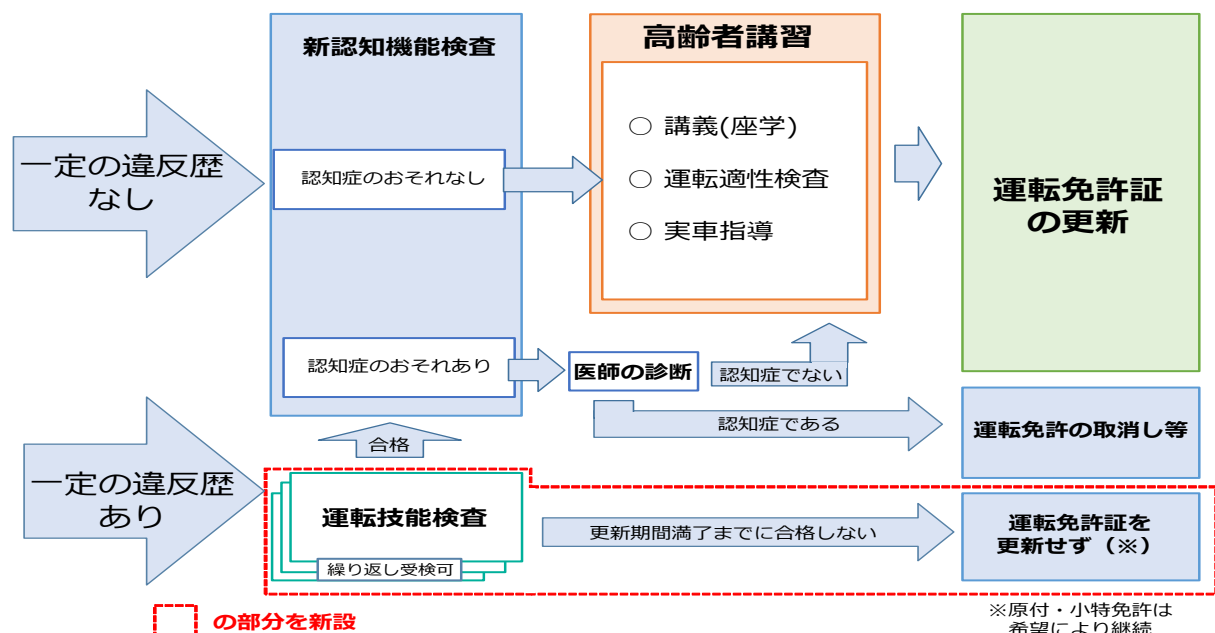 新認知機能検査
高齢者講習
一定の違反歴
なし
○ 講義(座学)
○ 運転適性検査
○ 実車指導
認知症のおそれなし
運転免許証
の更新
認知症のおそれあり
医師の診断
認知症でない
認知症である
運転免許の取消し等
合格
一定の違反歴
あり
運転技能検査
繰り返し受検可
更新期間満了までに合格しない
運転免許証を
更新せず(※)
の部分を新設
※原付・小特免許は
希望により継続